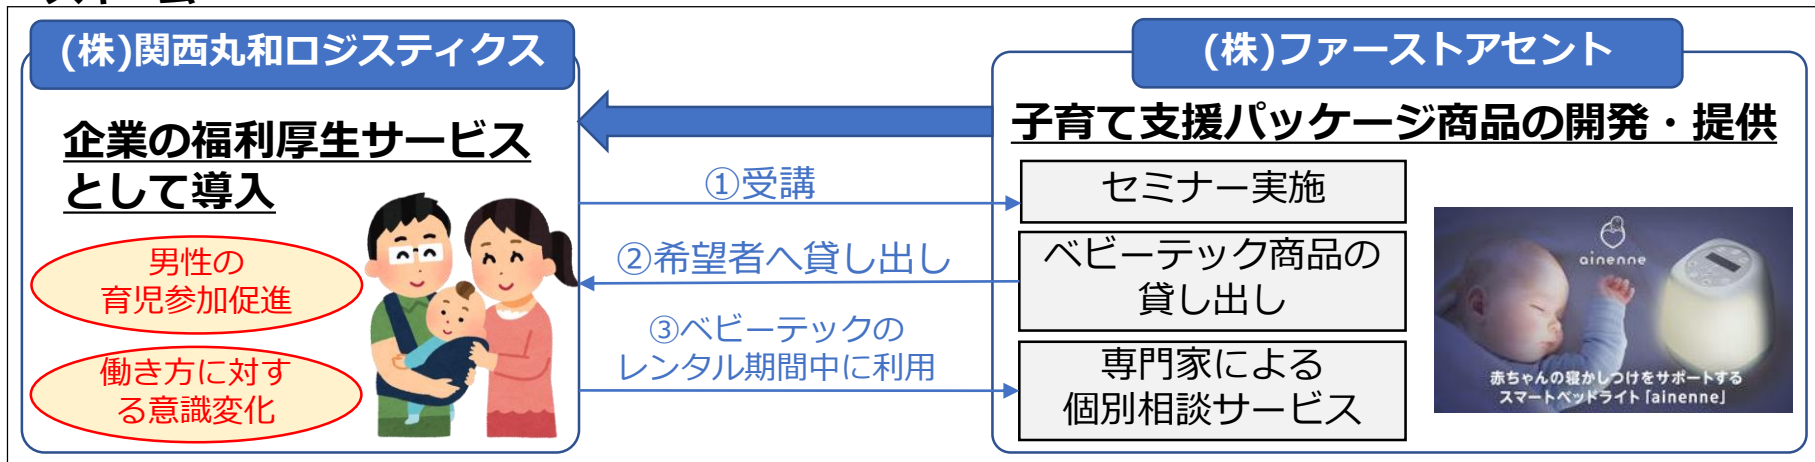 (株)関西丸和ロジスティクス
企業の福利厚生サービス
として導入
男性の
育児参加促進
働き方に対す
る意識変化
①受講
②希望者へ貸し出し
③ベビーテックの
レンタル期間中に利用
(株)ファーストアセント
子育て支援パッケージ商品の開発・提供
セミナー実施
ベビーテック商品の
貸し出し
専門家による
個別相談サービス
ainenne
赤ちゃんの寝かしつけをサポートする
スマートベッドライト「ainenne」